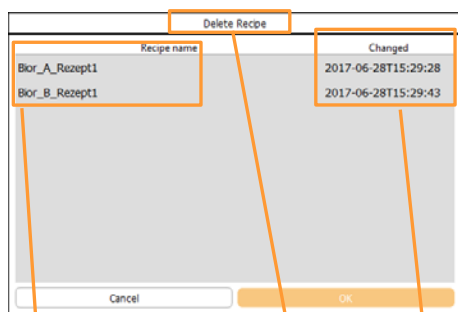 Delete Recipe
Recipe name Changed
Bior_A_Rezept1 2017-06-28T15:29:28
Bior_B_Rezept1 2017-06-28T15:29:43
Cancel OK